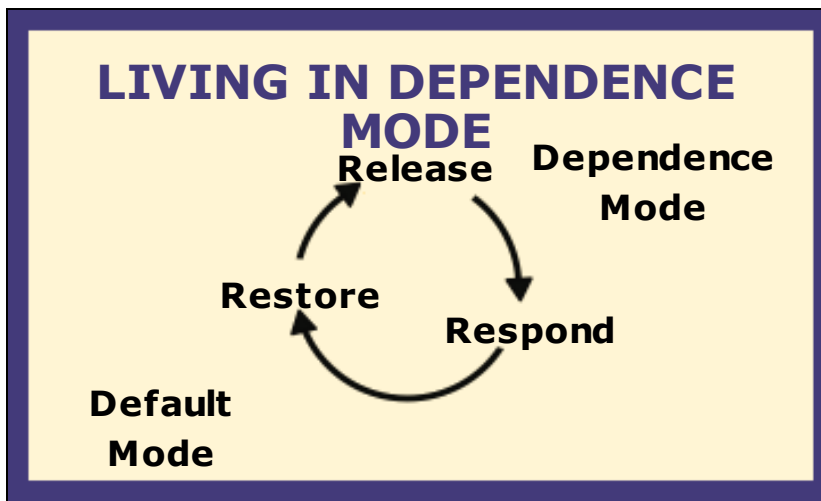 LIVING IN DEPENDENCE
MODE
Release
Dependence
Mode
Restore
Respond
Default
Mode